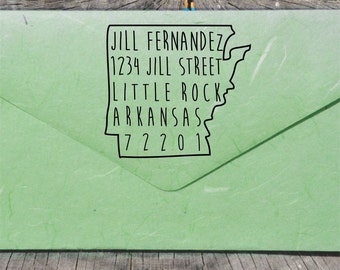 JILL FERNANDEZ
1234 JILL STREET
LITTLE ROCK
ARKANSAS
72201